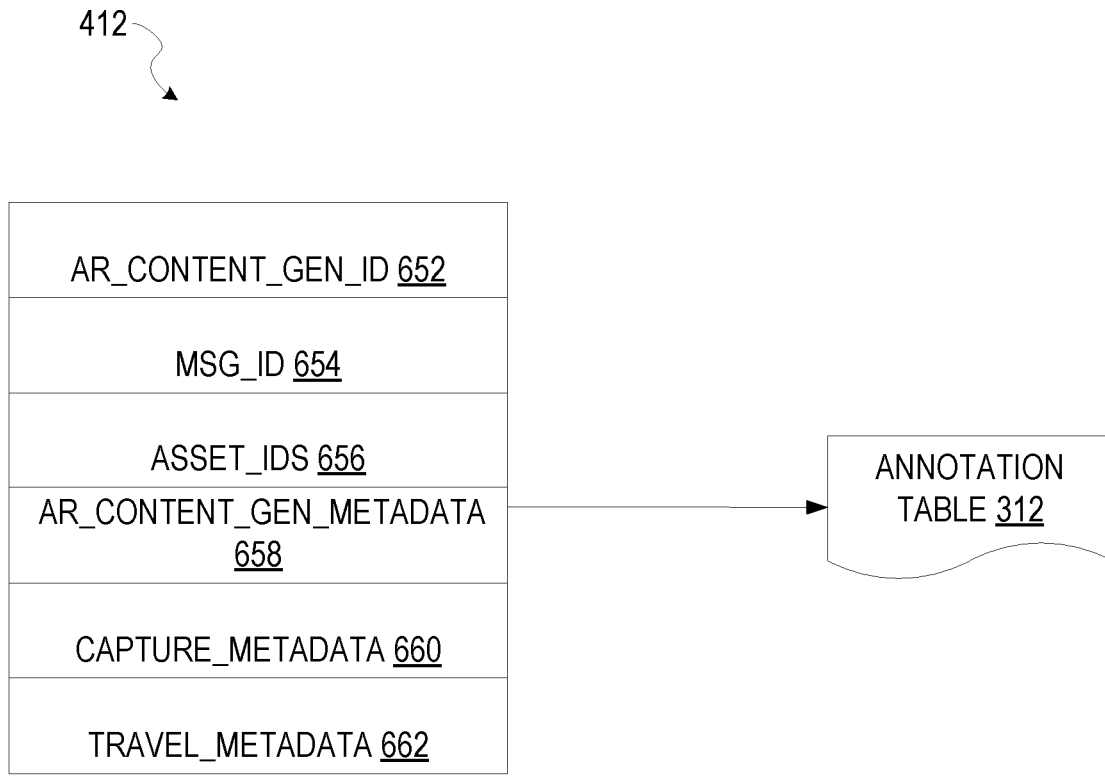 412
AR_CONTENT_GEN_ID 652
MSG_ID 654
ASSET_IDS 656
AR_CONTENT_GEN_METADATA
658
CAPTURE_METADATA 660
TRAVEL_METADATA 662
ANNOTATION
TABLE 312